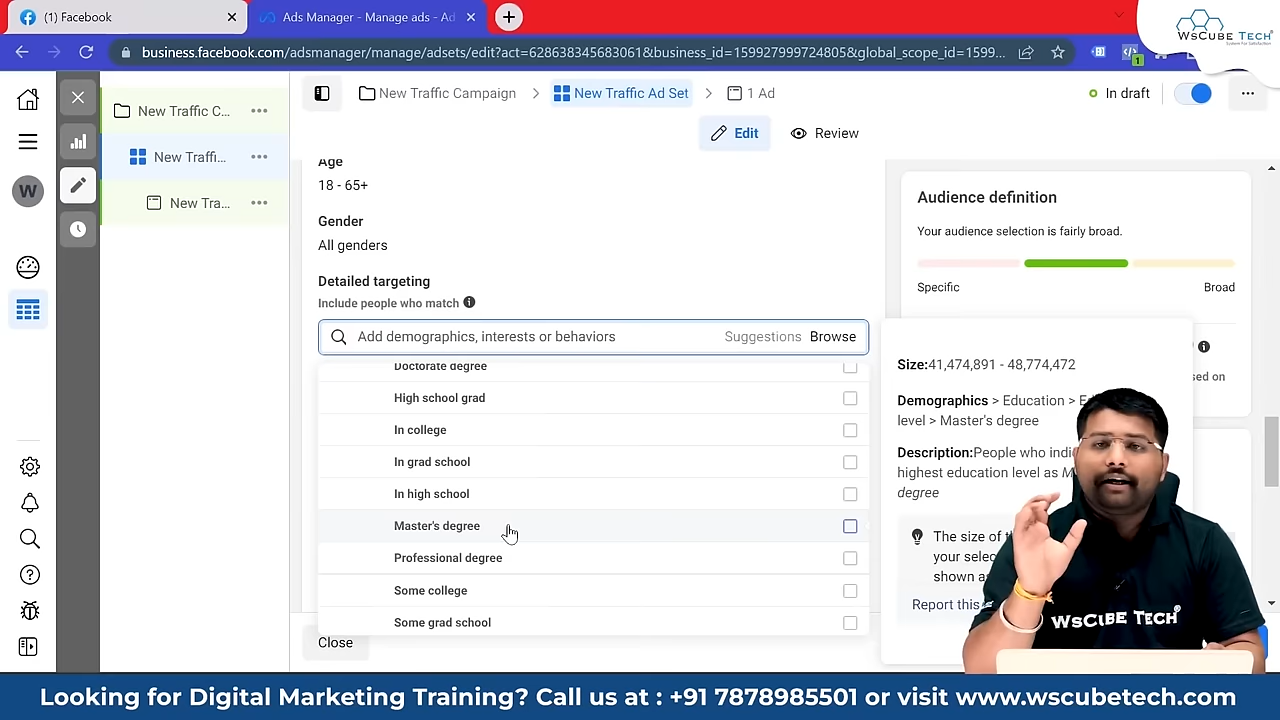 (1) Facebook
Ads Manager - Manage ads - Ad
WsCube Tech®
System For Satisfaction
business.facebook.com/adsmanager/manage/adsets/edit?act=628638345683061&business_id=159927999724805&global_scope_id=1599...
1
New Traffic C...
New Traffic Campaign
New Traffic Ad Set
1 Ad
In draft
New Traffi...
Edit
Review
W
New Tra...
Age
18 - 65+
Gender
All genders
Detailed targeting
Include people who match
Add demographics, interests or behaviors
Suggestions
Browse
Doctorate degree
High school grad
In college
In grad school
In high school
Master's degree
Professional degree
Some college
Some grad school
Close
Audience definition
Your audience selection is fairly broad.
Specific
Broad
sed on
Size:41,474,891 - 48,774,472
Demographics > Education > E
level > Master's degree
Description:People who indi
highest education level as M
degree
The size of t
your selec
shown as
Report this
WSCUBE TECH®
Looking for Digital Marketing Training? Call us at : +91 7878985501 or visit www.wscubetech.com